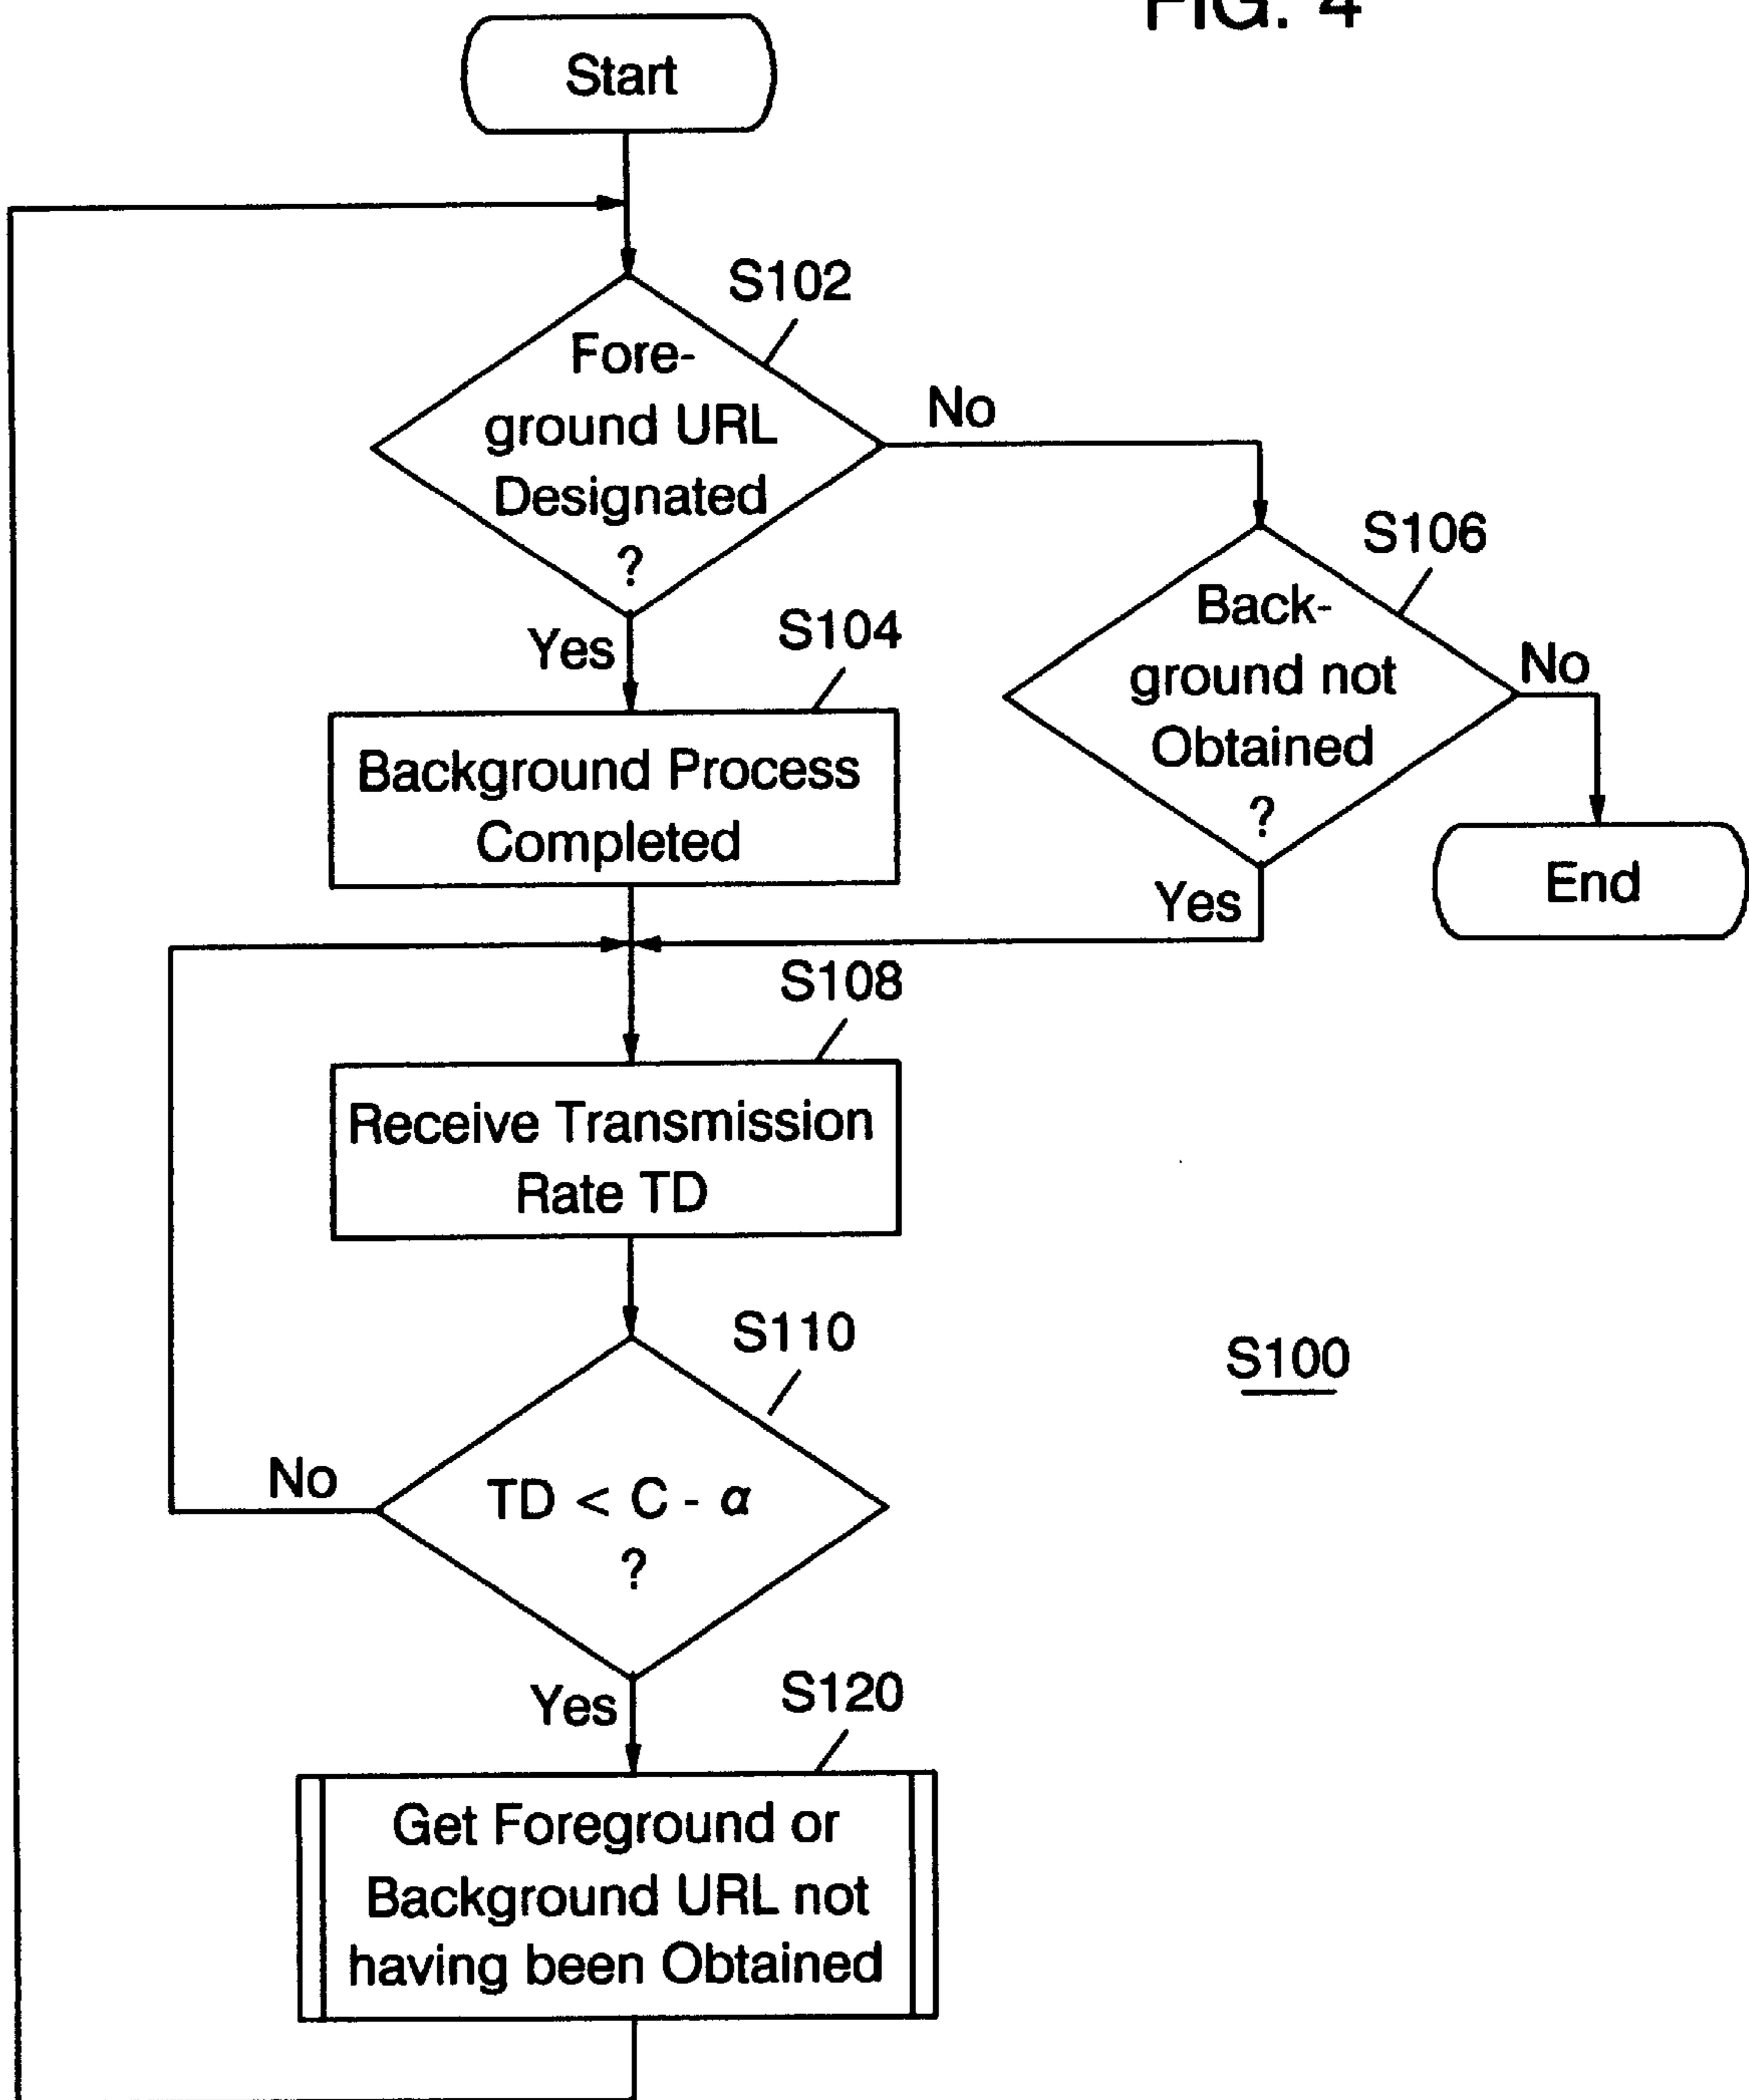 FIG. 4
Start
S102
Fore-
ground URL
Designated
?
No
Yes
S104
S106
Back-
ground not
Obtained
?
No
Yes
End
Background Process
Completed
S108
Receive Transmission
Rate TD
S110
TD < C - α
?
No
Yes
S100
S120
Get Foreground or
Background URL not
having been Obtained